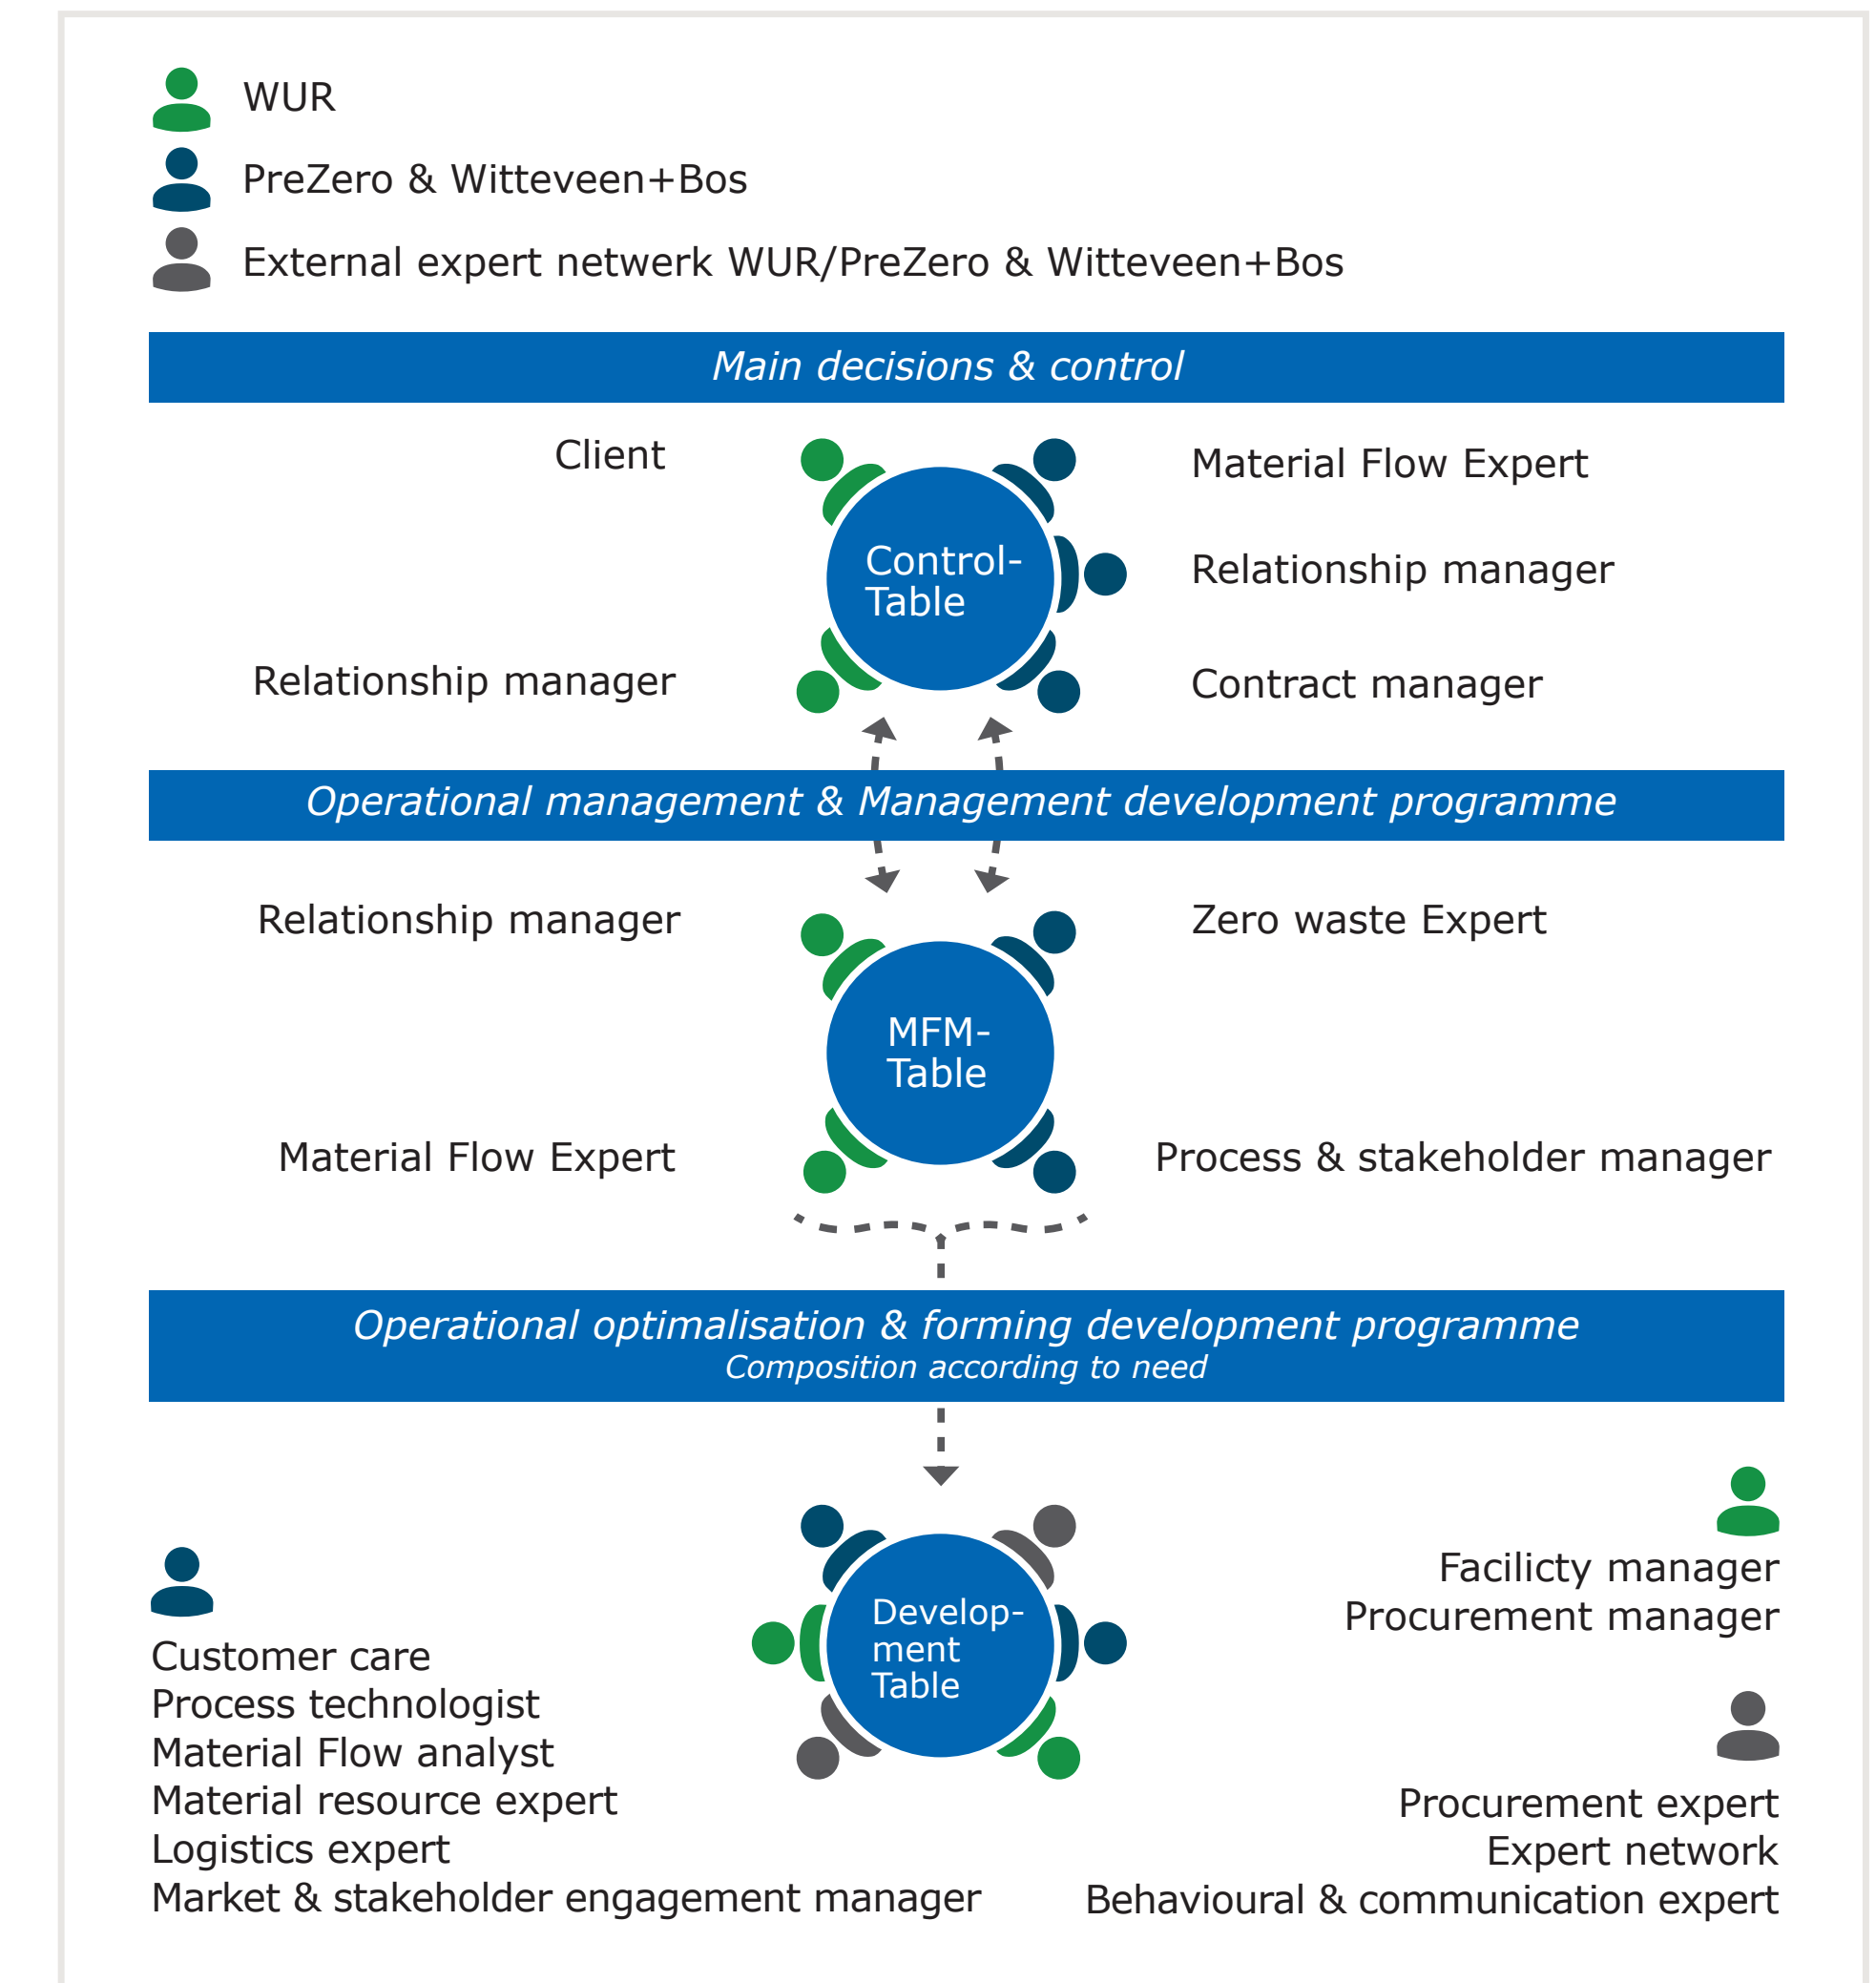 WUR
PreZero & Witteveen+Bos
External expert netwerk WUR/PreZero & Witteveen+Bos
Main decisions & control
Client
Material Flow Expert
Control-
Table
Relationship manager
Relationship manager
Contract manager
Operational management & Management development programme
Relationship manager
Zero waste Expert
MFM-
Table
Material Flow Expert
Process & stakeholder manager
Operational optimalisation & forming development programme
Composition according to need
Develop-
ment
Table
Customer care
Process technologist
Material Flow analyst
Material resource expert
Logistics expert
Market & stakeholder engagement manager
Facilicty manager
Procurement manager
Procurement expert
Expert network
Behavioural & communication expert